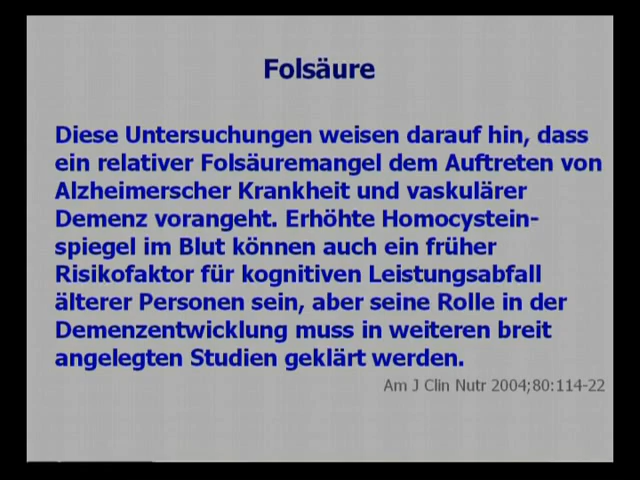 Folsäure
Diese Untersuchungen weisen darauf hin, dass
ein relativer Folsäuremangel dem Auftreten von
Alzheimerscher Krankheit und vaskulärer
Demenz vorangeht. Erhöhte Homocystein-
spiegel im Blut können auch ein früher
Risikofaktor für kognitiven Leistungsabfall
älterer Personen sein, aber seine Rolle in der
Demenzentwicklung muss in weiteren breit
angelegten Studien geklärt werden.
Am J Clin Nutr 2004;80:114-22